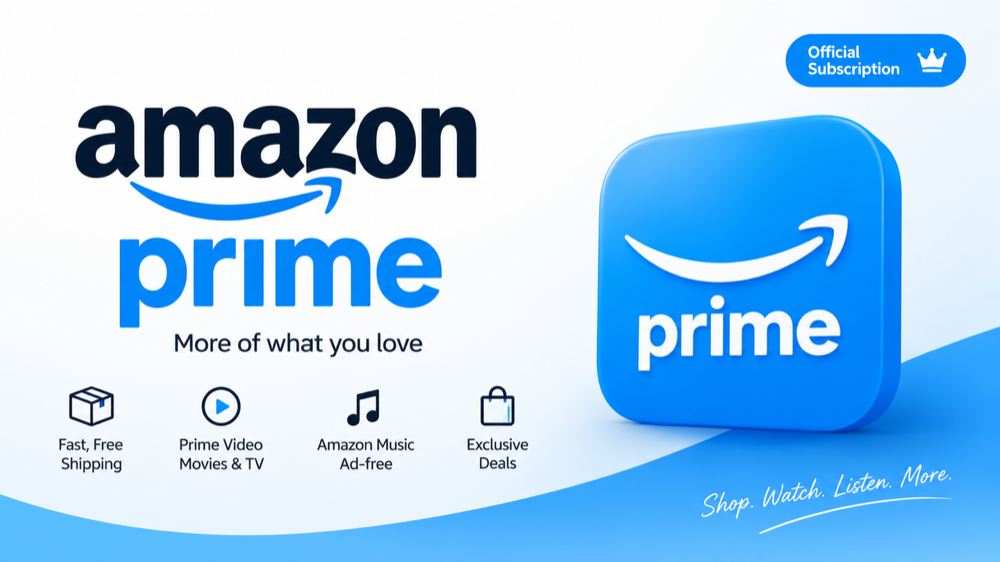 Official
Subscription
amazon
prime
More of what you love
Fast, Free
Shipping
Prime Video
Movies & TV
Amazon Music
Ad-free
Exclusive
Deals
prime
Shop. Watch. Listen. More.